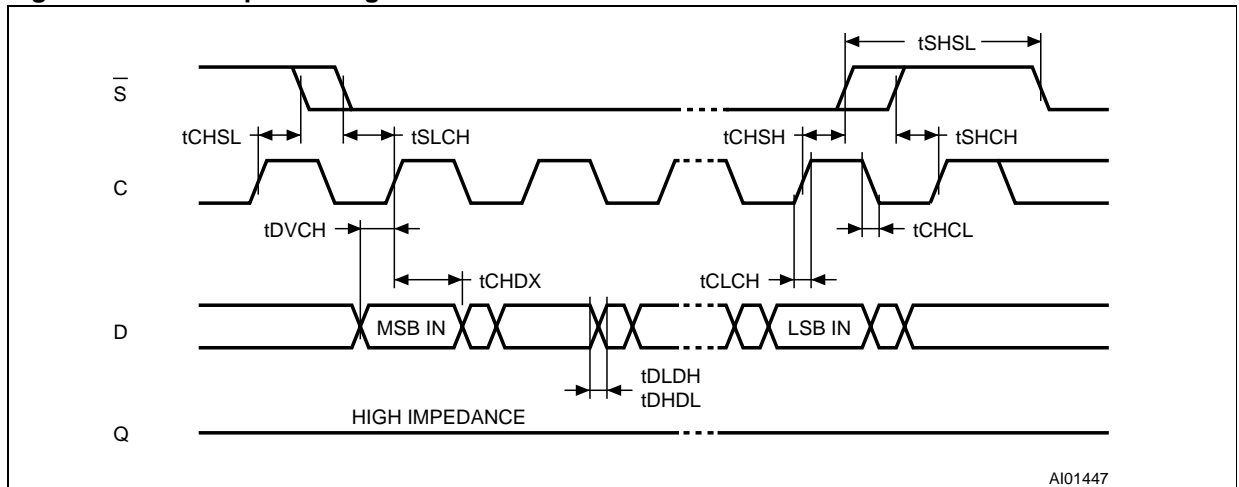 tSHSL
S
tCHSL
tSLCH
tCHSH
tSHCH
C
tDVCH
tCHCL
tCHDX
tCLCH
D
MSB IN
LSB IN
tDLDH
tDHDL
HIGH IMPEDANCE
Q
AI01447